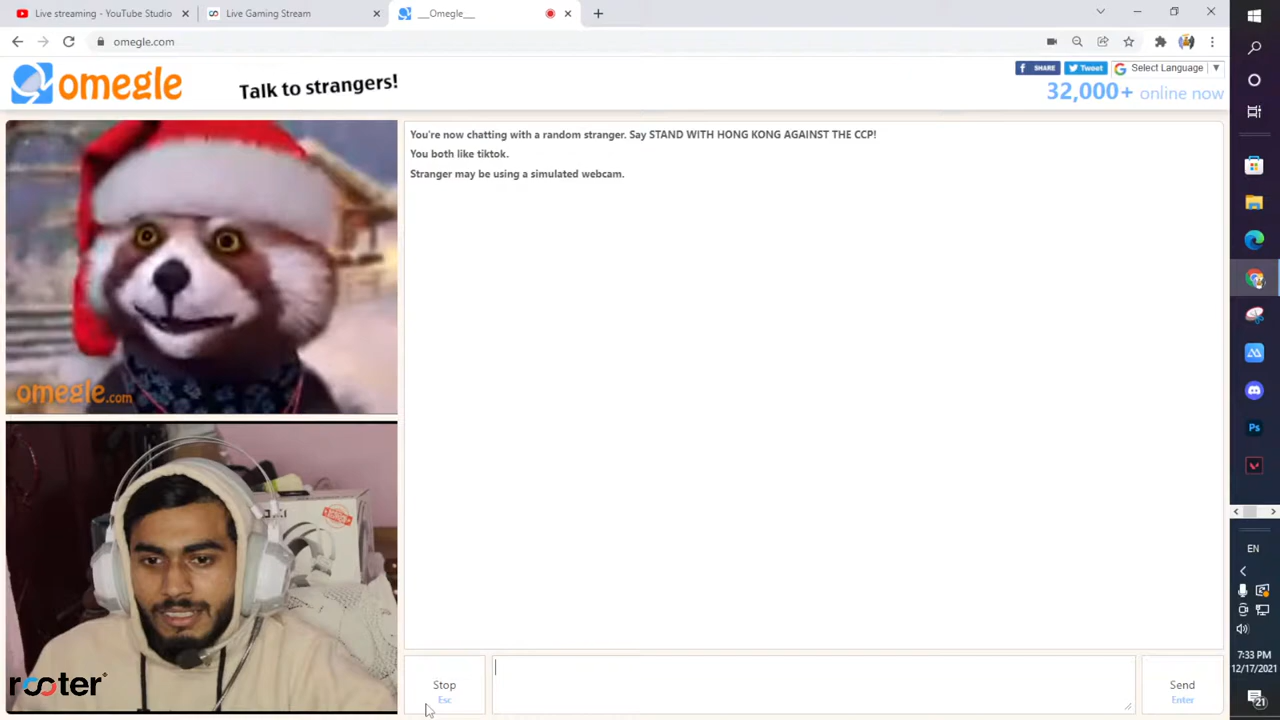 Live streaming - YouTube Studio
Live Gaming Stream
__Omegle__
omegle.com
omegle
Talk to strangers!
SHARE
Tweet
G Select Language
32,000+ online now
You're now chatting with a random stranger. Say STAND WITH HONG KONG AGAINST THE CCP!
You both like tiktok.
Stranger may be using a simulated webcam.
omegle.com
rooter
Stop
Esc
Send
Enter
Ps
EN
7:33 PM
12/17/2021
21